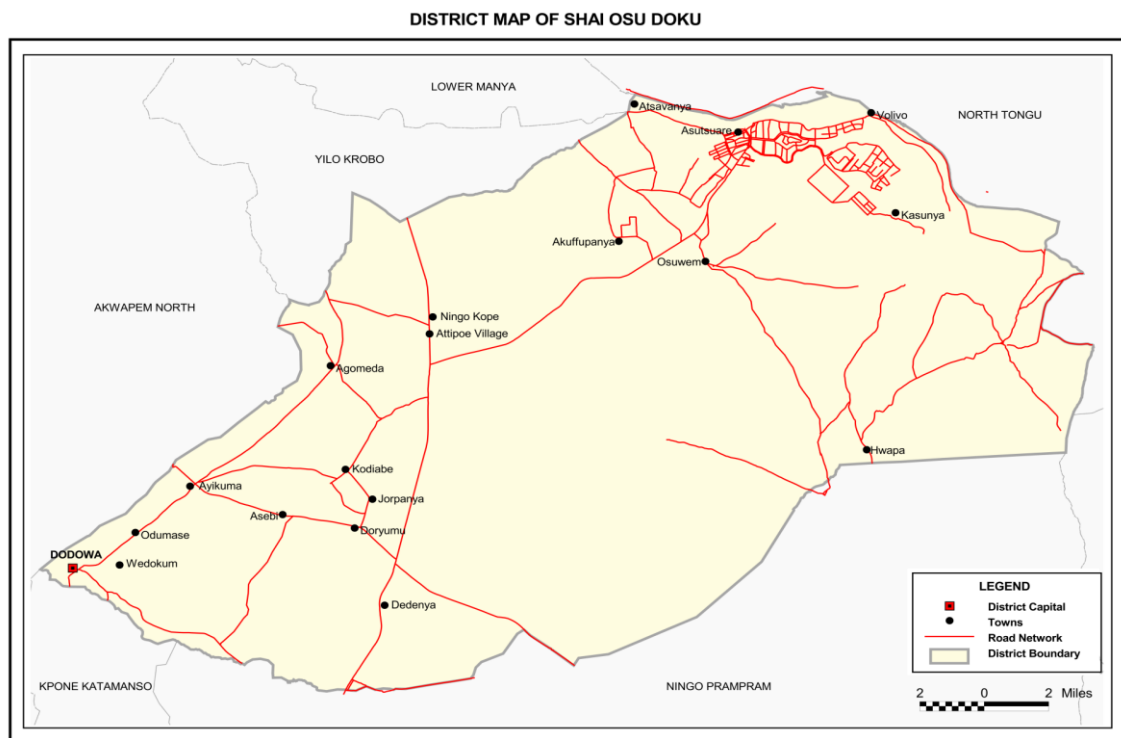 DISTRICT MAP OF SHAI OSU DOKU
LOWER MANYA
Atsavanya
Volivo
NORTH TONGU
Asutsuare
YILO KROBO
Kasunya
Akuffupanya
Osuwem
AKWAPEM NORTH
Ningo Kope
Attipoe Village
Agomeda
Hwapa
Kodiabe
Ayikuma
Jorpanya
Asebi
Doryumu
Odumase
DODOWA
Wedokum
Dedenya
LEGEND
District Capital
Towns
Road Network
District Boundary
KPONE KATAMANSO
NINGO PRAMPRAM
2 0 2 Miles